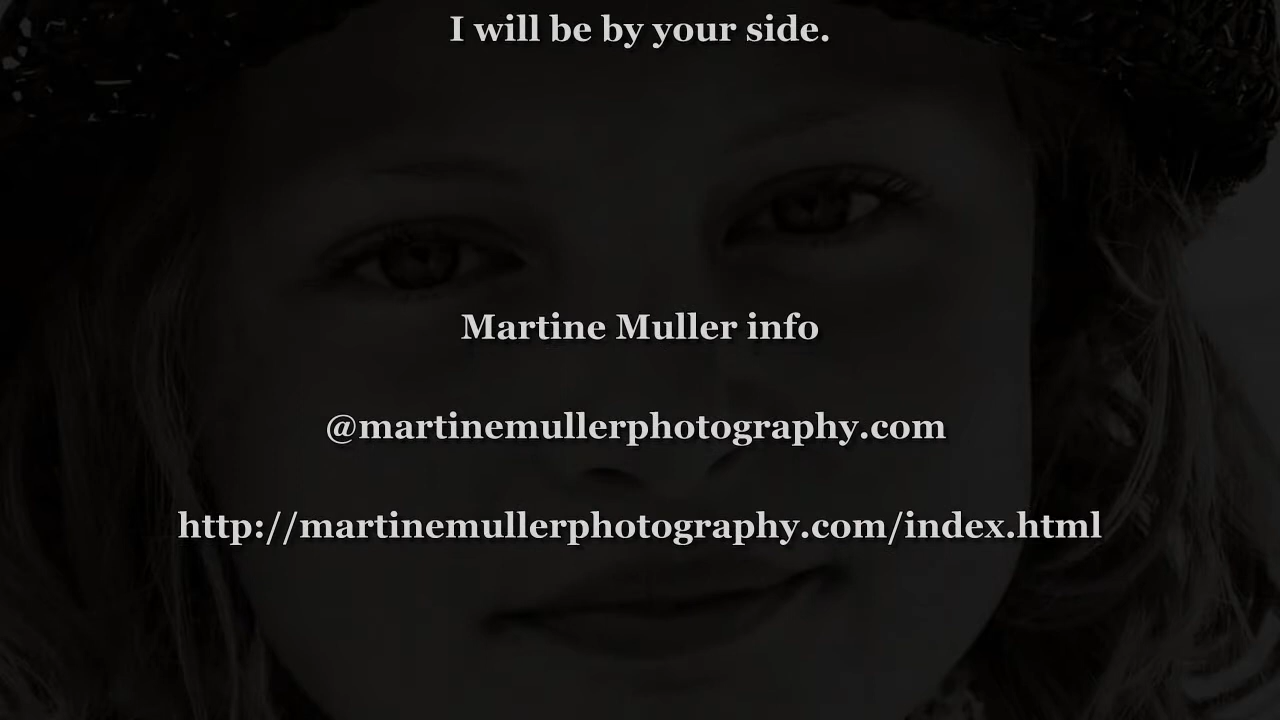 I will be by your side.
Martine Muller info
@martinemullerphotography.com
http://martinemullerphotography.com/index.html